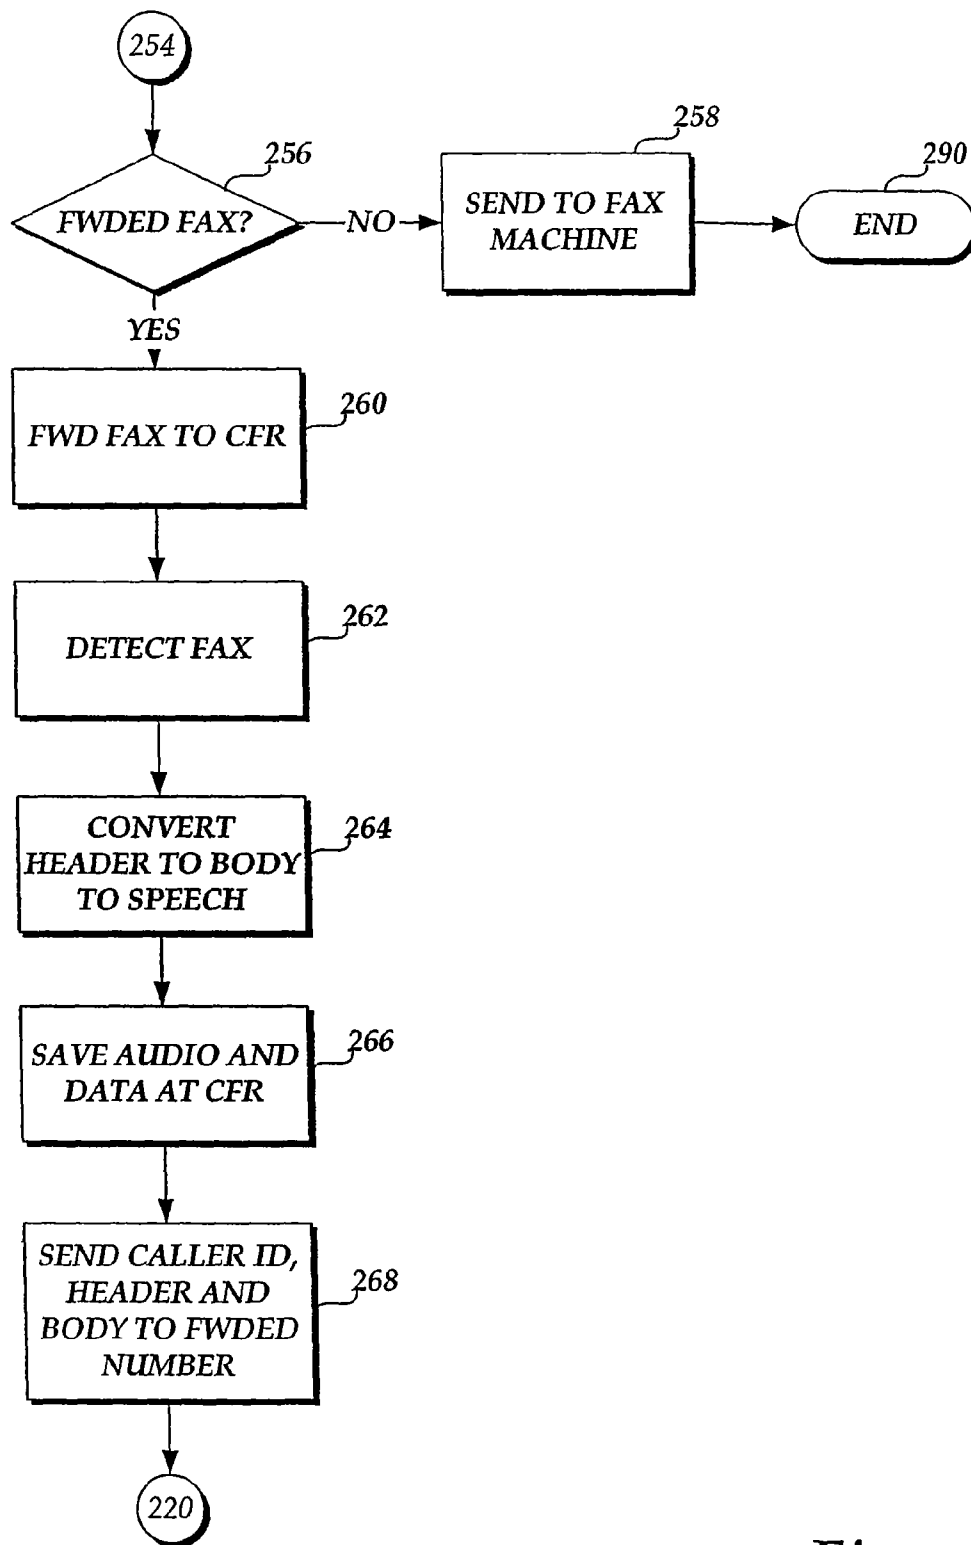 254
256
FWDED FAX?
NO
258
SEND TO FAX
MACHINE
290
END
YES
260
FWD FAX TO CFR
262
DETECT FAX
264
CONVERT
HEADER TO BODY
TO SPEECH
266
SAVE AUDIO AND
DATA AT CFR
268
SEND CALLER ID,
HEADER AND
BODY TO FWDED
NUMBER
220